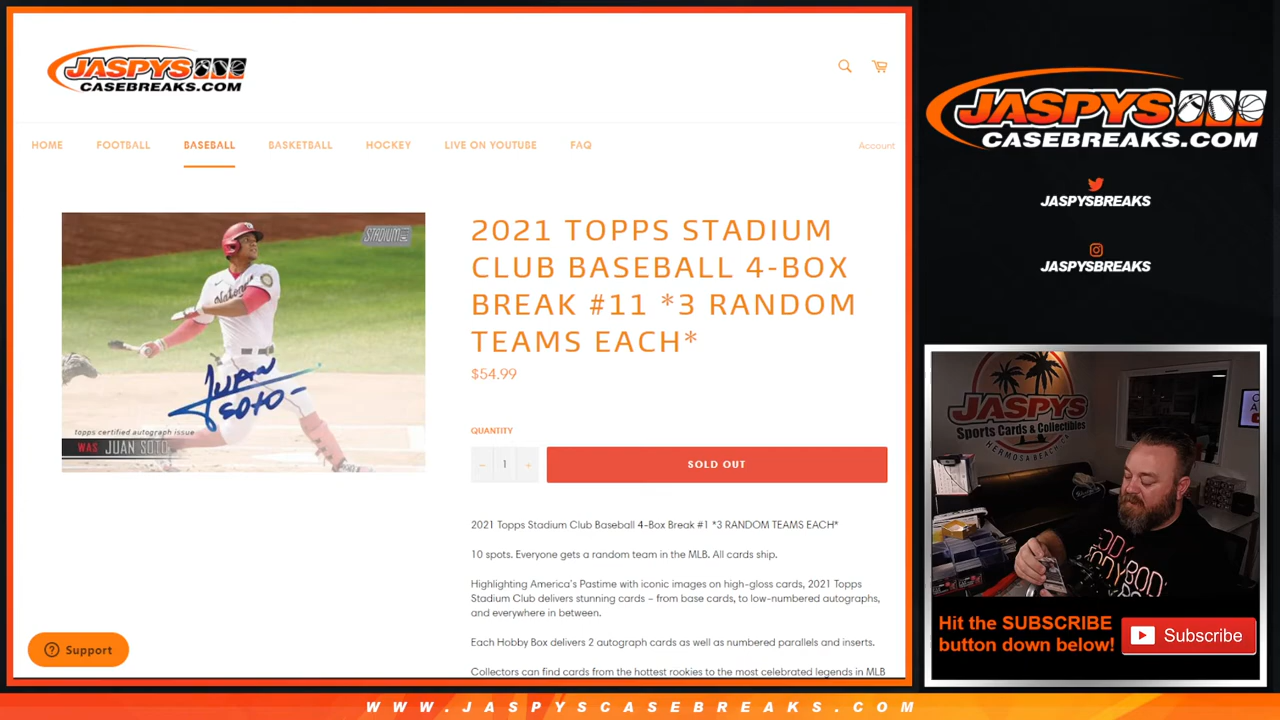 JASPYS
CASEBREAKS.COM
HOME
FOOTBALL
BASEBALL
BASKETBALL
HOCKEY
LIVE ON YOUTUBE
FAQ
Account
STADIUM
Juan Soto
topps certified autograph issue
WAS JUAN SOTO
2021 TOPPS STADIUM
CLUB BASEBALL 4-BOX
BREAK #11 *3 RANDOM
TEAMS EACH*
$54.99
QUANTITY
− 1 +
SOLD OUT
2021 Topps Stadium Club Baseball 4-Box Break #1 *3 RANDOM TEAMS EACH*
10 spots. Everyone gets a random team in the MLB. All cards ship.
Highlighting America's Pastime with iconic images on high-gloss cards, 2021 Topps
Stadium Club delivers stunning cards – from base cards, to low-numbered autographs,
and everywhere in between.
Each Hobby Box delivers 2 autograph cards as well as numbered parallels and inserts.
Collectors can find cards from the hottest rookies to the most celebrated legends in MLB
Support
JASPYS
CASEBREAKS.COM
JASPYSBREAKS
JASPYSBREAKS
JASPYS
Sports Cards & Collectibles
HERMOSA BEACH
Hit the SUBSCRIBE
button down below!
Subscribe
WWW.JASPYSCASEBREAKS.COM